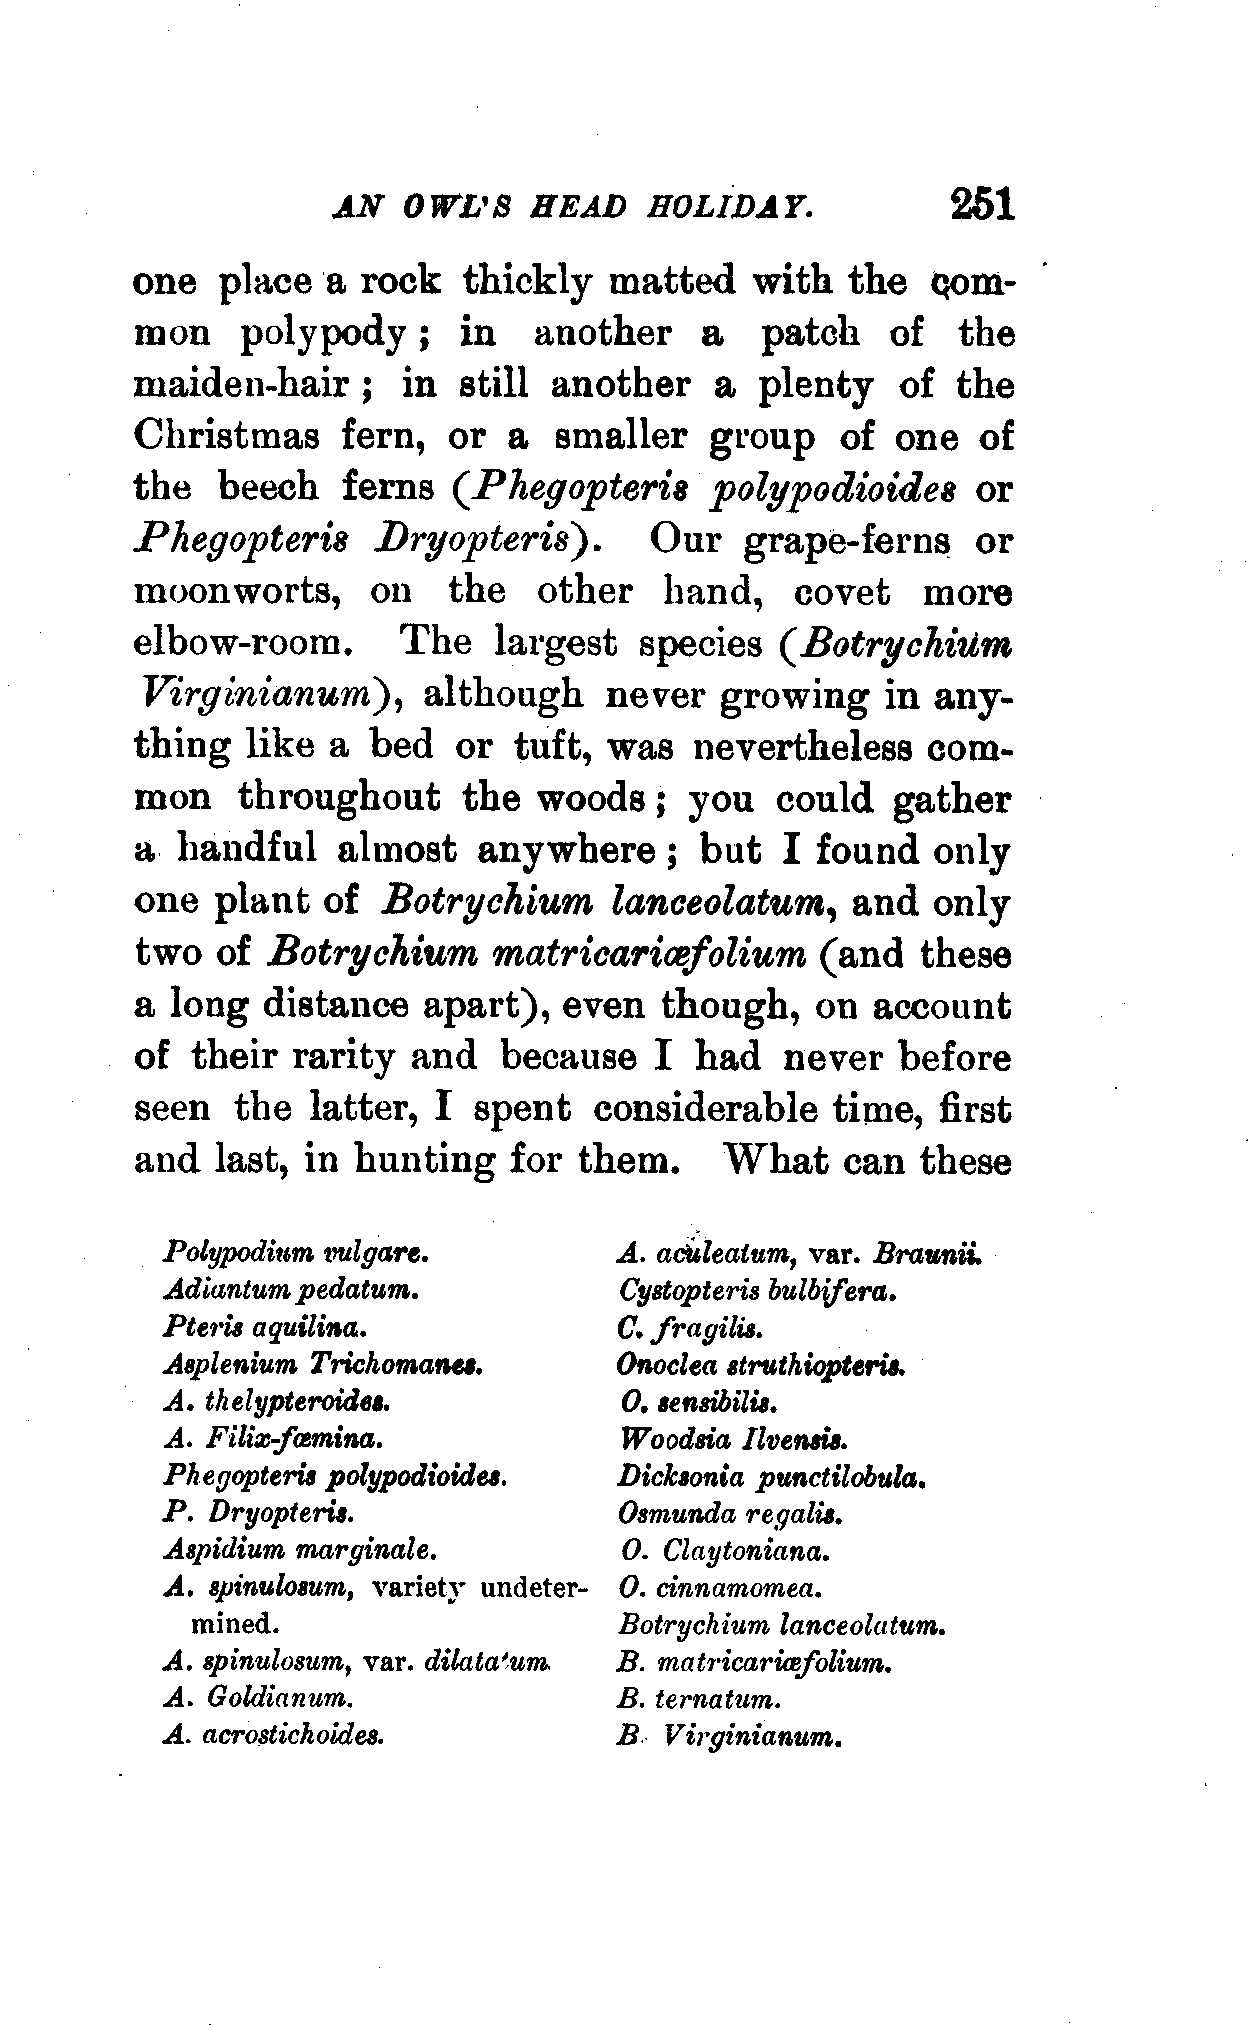 AN OWL'S HEAD HOLIDAY. 251
one place a rock thickly matted with the com-
mon polypody ; in another a patch of the
maiden-hair ; in still another a plenty of the
Christmas fern, or a smaller group of one of
the beech ferns (Phegopteris polypodioides or
Phegopteris Dryopteris). Our grape-ferns or
moonworts, on the other hand, covet more
elbow-room. The largest species (Botrychium
Virginianum), although never growing in any-
thing like a bed or tuft, was nevertheless com-
mon throughout the woods ; you could gather
a handful almost anywhere ; but I found only
one plant of Botrychium lanceolatum, and only
two of Botrychium matricariæfolium (and these
a long distance apart), even though, on account
of their rarity and because I had never before
seen the latter, I spent considerable time, first
and last, in hunting for them. What can these
Polypodium vulgare.
Adiantum pedatum.
Pteris aquilina.
Asplenium Trichomanes.
A. thelypteroides.
A. Filix-fœmina.
Phegopteris polypodioides.
P. Dryopteris.
Aspidium marginale.
A. spinulosum, variety undeter-
mined.
A. spinulosum, var. dilatatum.
A. Goldianum.
A. acrostichoides.
A. aculeatum, var. Braunii.
Cystopteris bulbifera.
C. fragilis.
Onoclea struthiopteris.
O. sensibilis.
Woodsia Ilvensis.
Dicksonia punctilobula.
Osmunda regalis.
O. Claytoniana.
O. cinnamomea.
Botrychium lanceolatum.
B. matricariæfolium.
B. ternatum.
B. Virginianum.